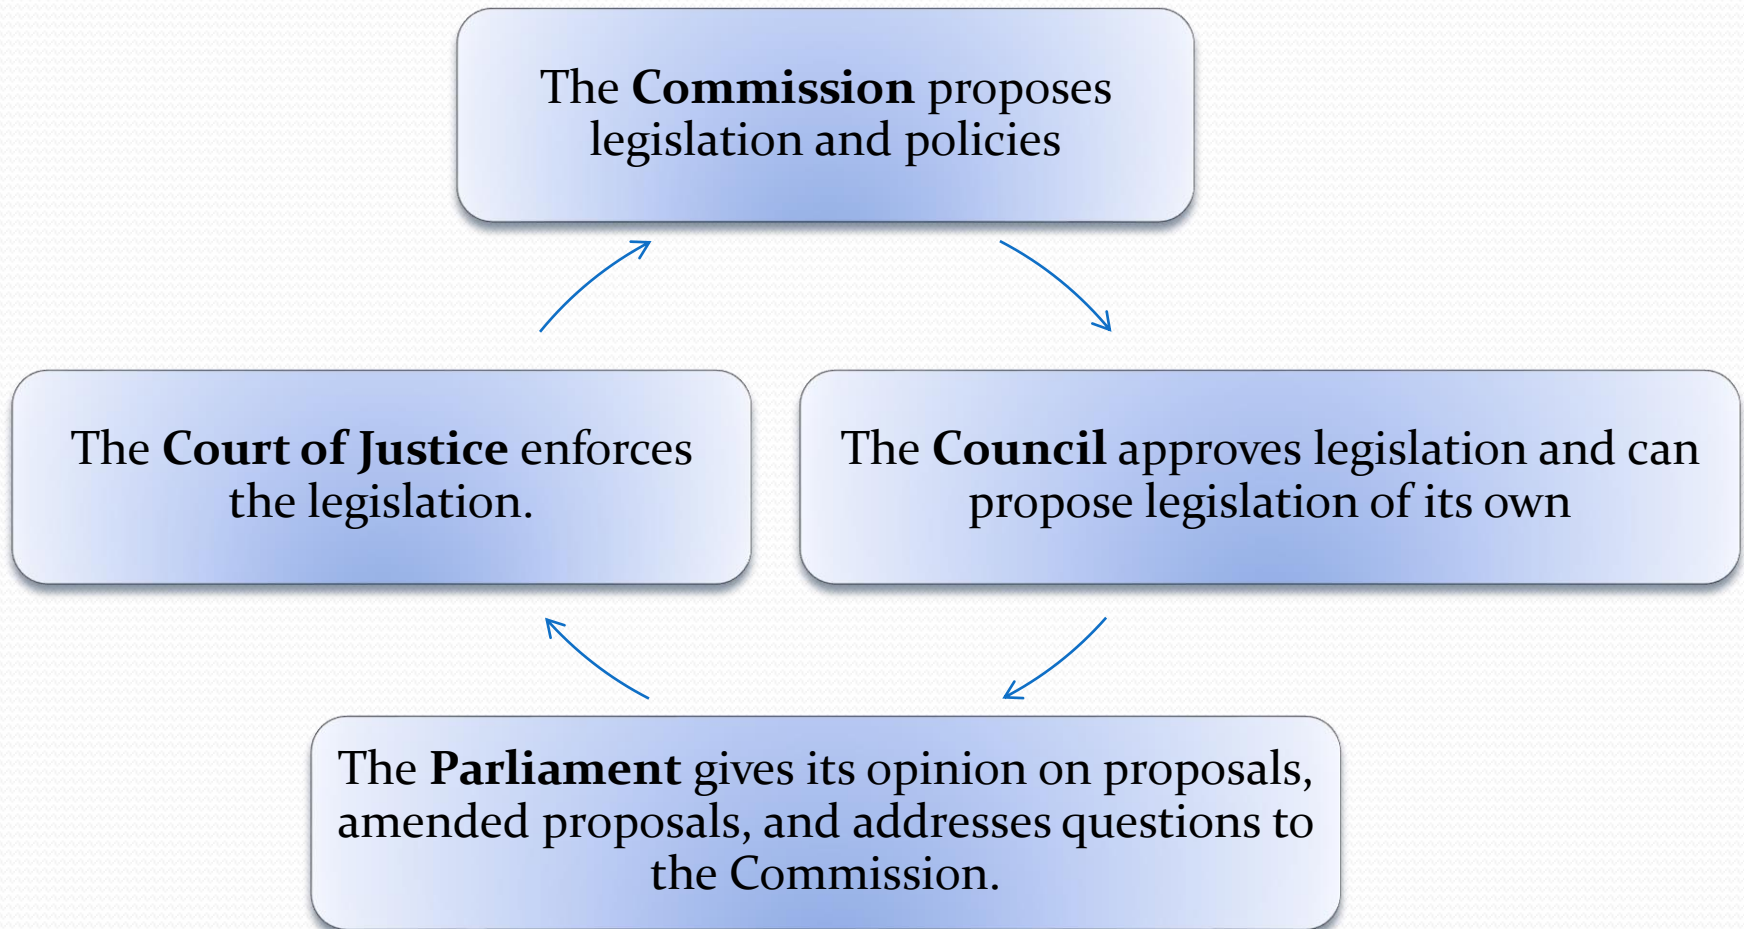 The Commission proposes
legislation and policies
The Council approves legislation and can
propose legislation of its own
The Parliament gives its opinion on proposals,
amended proposals, and addresses questions to
the Commission.
The Court of Justice enforces
the legislation.